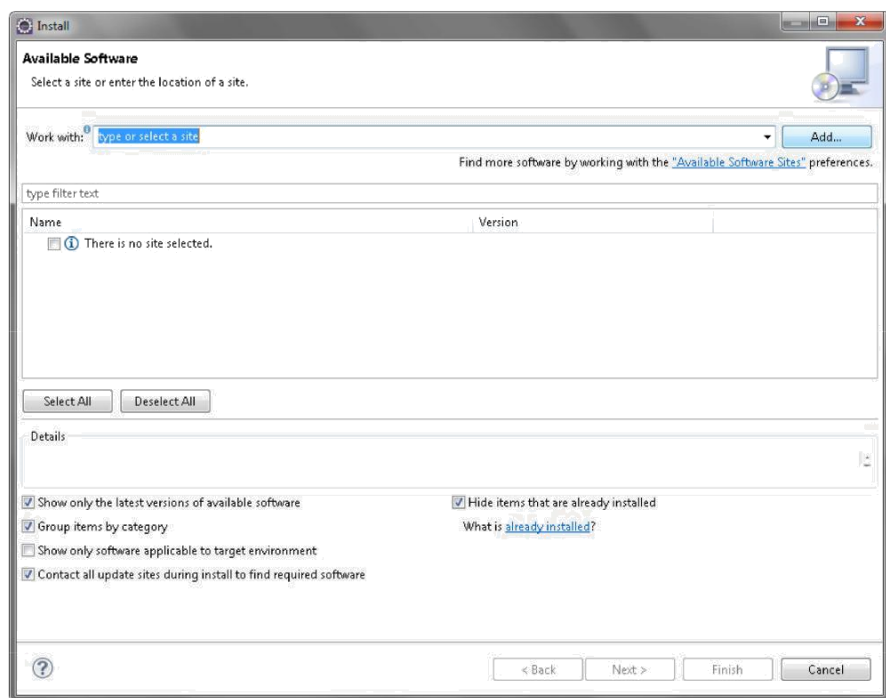 Install
Available Software
Select a site or enter the location of a site.
Work with: type or select a site Add...
Find more software by working with the "Available Software Sites" preferences.
type filter text
Name Version
There is no site selected.
Select All Deselect All
Details
Show only the latest versions of available software Hide items that are already installed
Group items by category What is already installed?
Show only software applicable to target environment
Contact all update sites during install to find required software
< Back Next > Finish Cancel